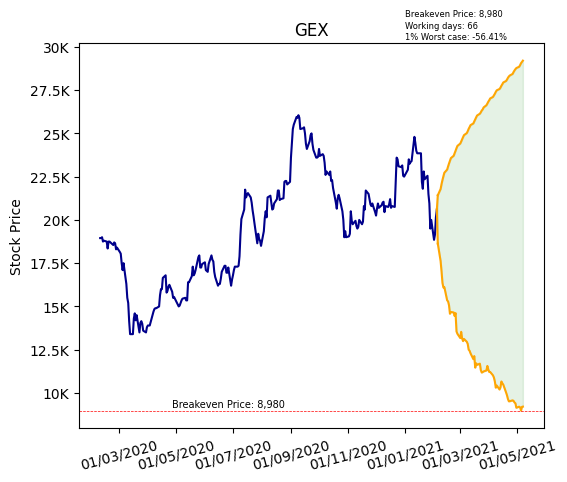 Breakeven Price: 8,980
Working days: 66
1% Worst case: -56.41%
GEX
Stock Price
30K
27.5K
25K
22.5K
20K
17.5K
15K
12.5K
10K
Breakeven Price: 8,980
01/03/2020
01/05/2020
01/07/2020
01/09/2020
01/11/2020
01/01/2021
01/03/2021
01/05/2021